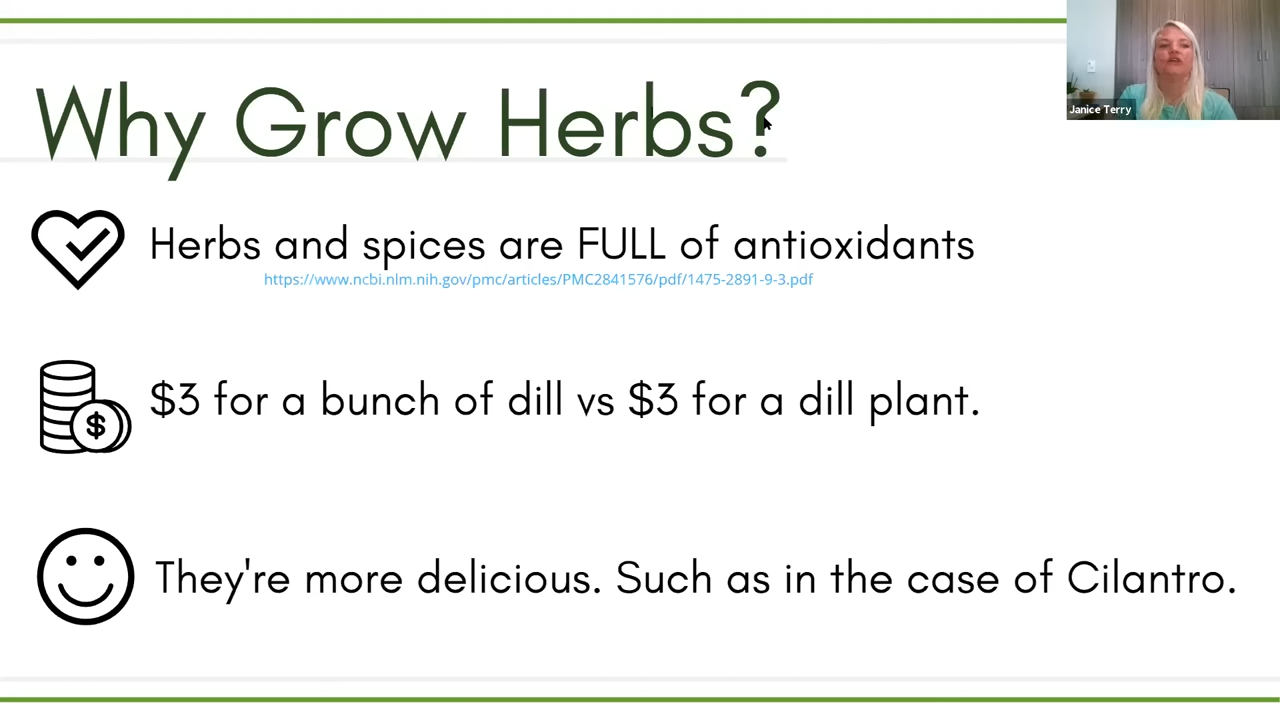 Why Grow Herbs?
Janice Terry
Herbs and spices are FULL of antioxidants
https://www.ncbi.nlm.nih.gov/pmc/articles/PMC2841576/pdf/1475-2891-9-3.pdf
$3 for a bunch of dill vs $3 for a dill plant.
$
They're more delicious. Such as in the case of Cilantro.